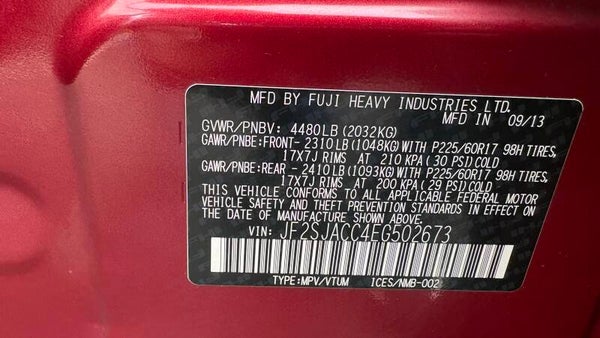 MFD BY FUJI HEAVY INDUSTRIES LTD.
MFD IN 09/13
GVWR/PNBV: 4480LB(2032KG)
GAWR/PNBE:FRONT- 2310LB(1048KG)WITH P225/60R17 98H TIRES,
17X7J RIMS AT 210 KPA(30 PSI)COLD
GAWR/PNBE:REAR - 2410LB(1093KG)WITH P225/60R17 98H TIRES,
17X7J RIMS AT 200 KPA(29 PSI)COLD
THIS VEHICLE CONFORMS TO ALL APPLICABLE FEDERAL MOTOR
VEHICLE SAFETY AND THEFT PREVENTION STANDARDS IN EFFECT
ON THE DATE OF MANUFACTURE SHOWN ABOVE.
VIN: JF2SJACC4EG502673
TYPE:MPV/VTUM ICES/NMB-002